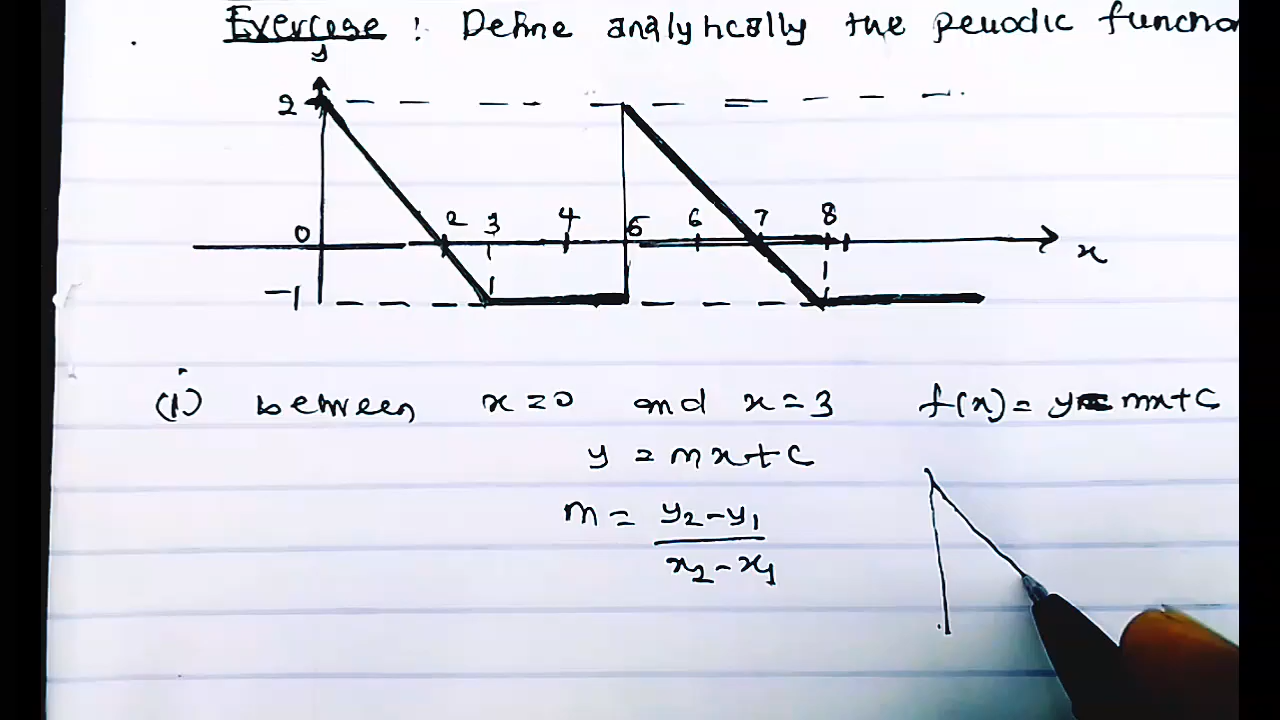 Exercise : Define analytically the periodic function
y
2
2 3 4 5 6 7 8
0
x
-1
(i) between x=0 and x=3 f(x)= y= mx+c
y = mx+c
m = y2-y1
x2-x1